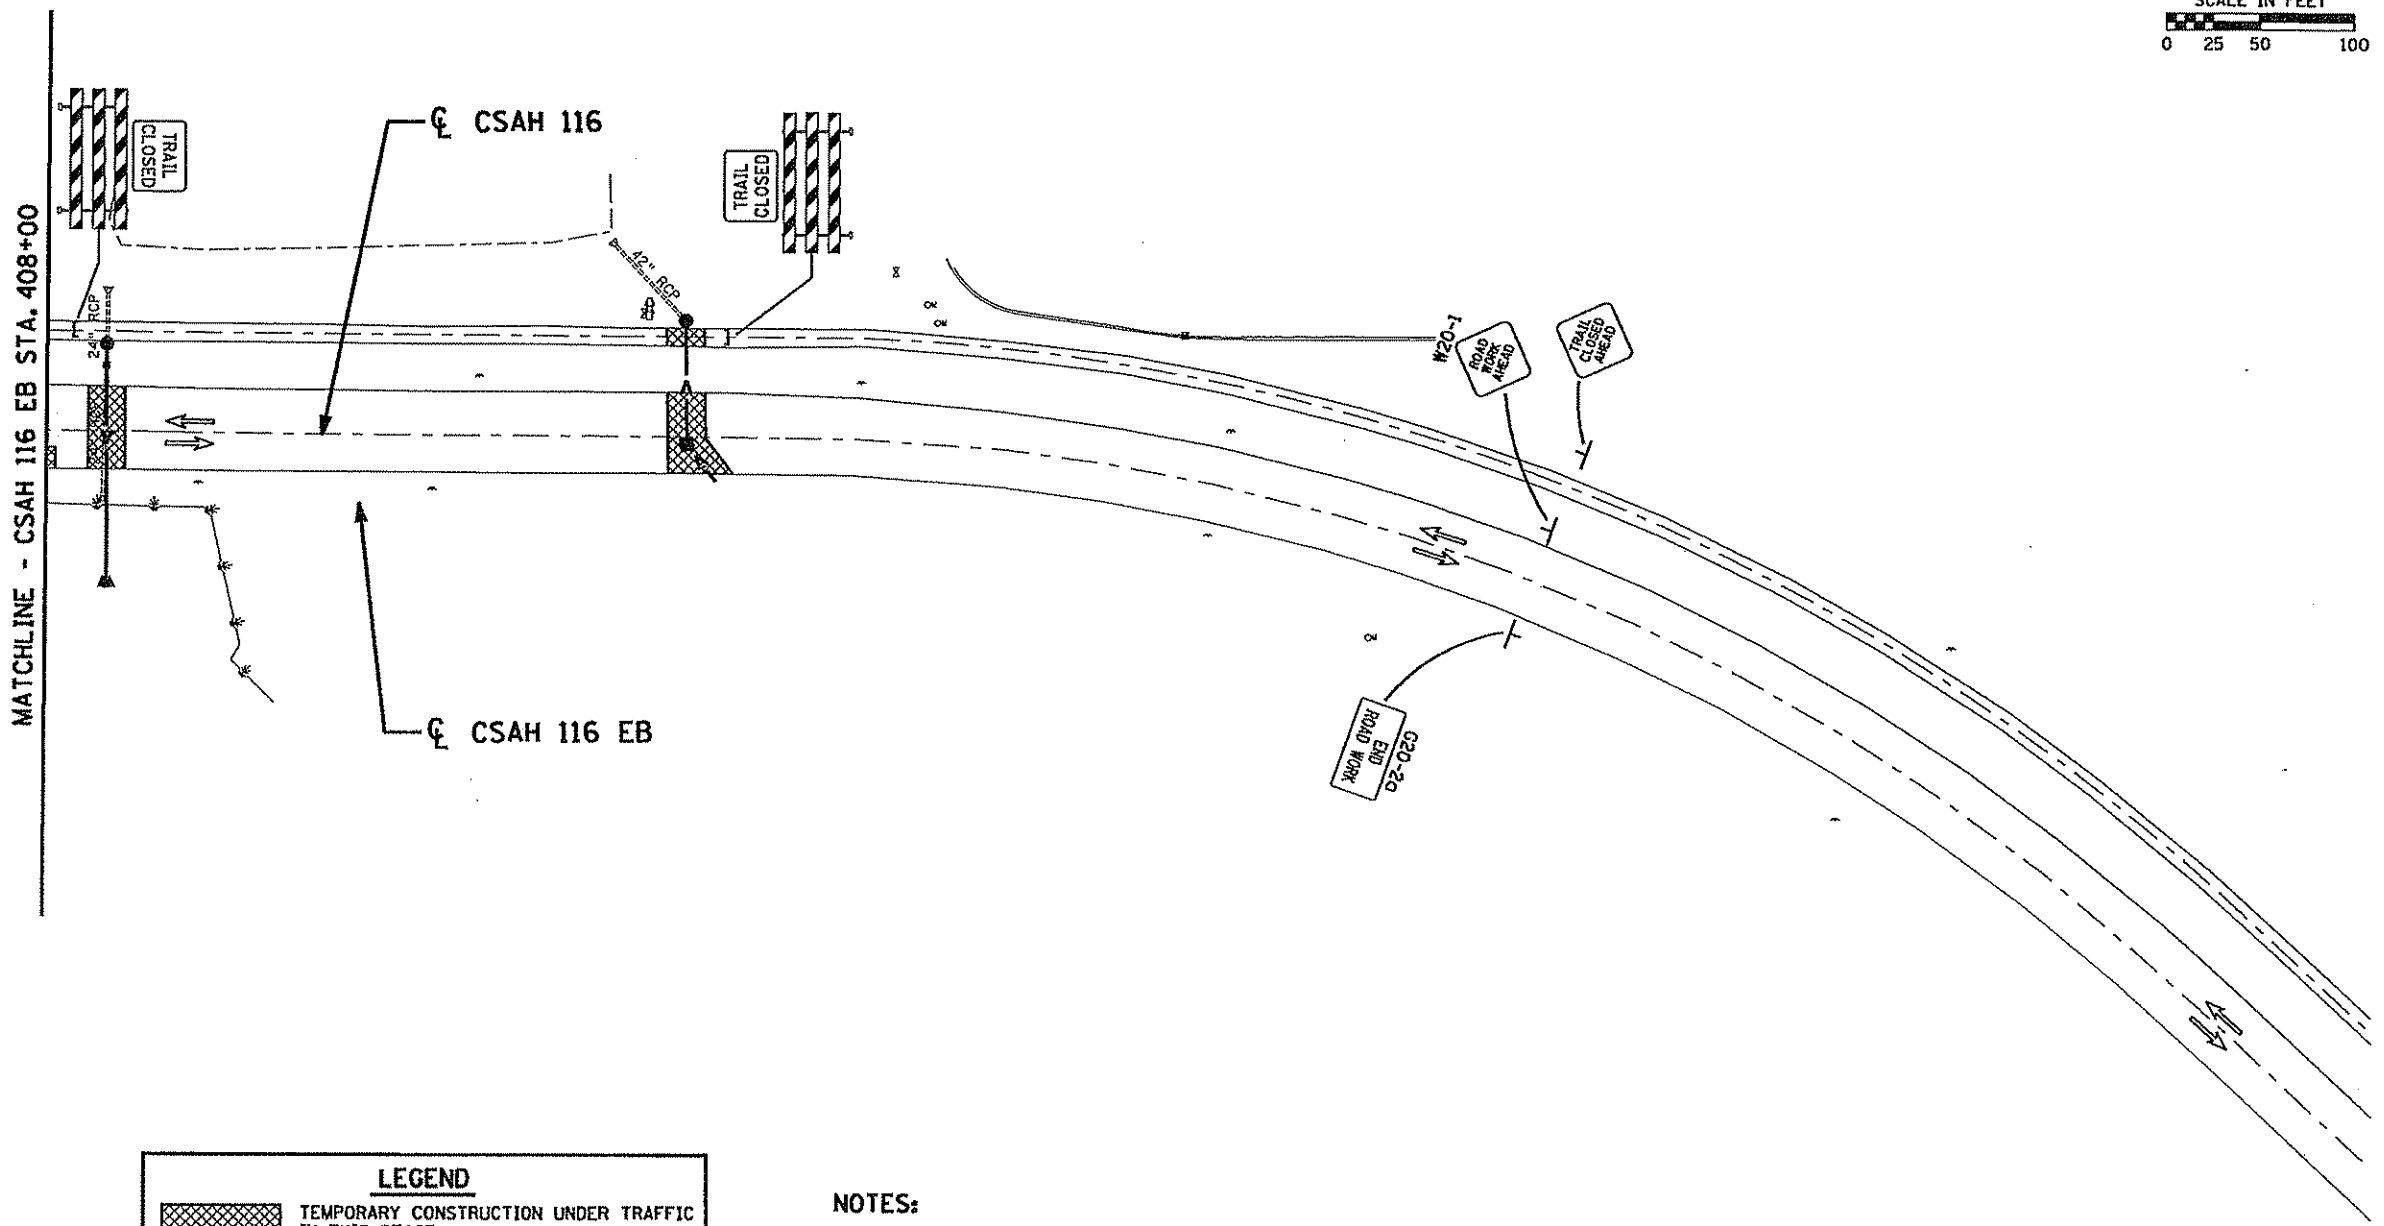 SCALE IN FEET
0 25 50 100
TRAIL
CLOSED
℄ CSAH 116
TRAIL
CLOSED
MATCHLINE - CSAH 116 EB STA. 408+00
24" RCP
42" RCP
W20-1
ROAD
WORK
AHEAD
TRAIL
CLOSED
AHEAD
℄ CSAH 116 EB
G20-2a
END
ROAD WORK
LEGEND
TEMPORARY CONSTRUCTION UNDER TRAFFIC
NOTES: